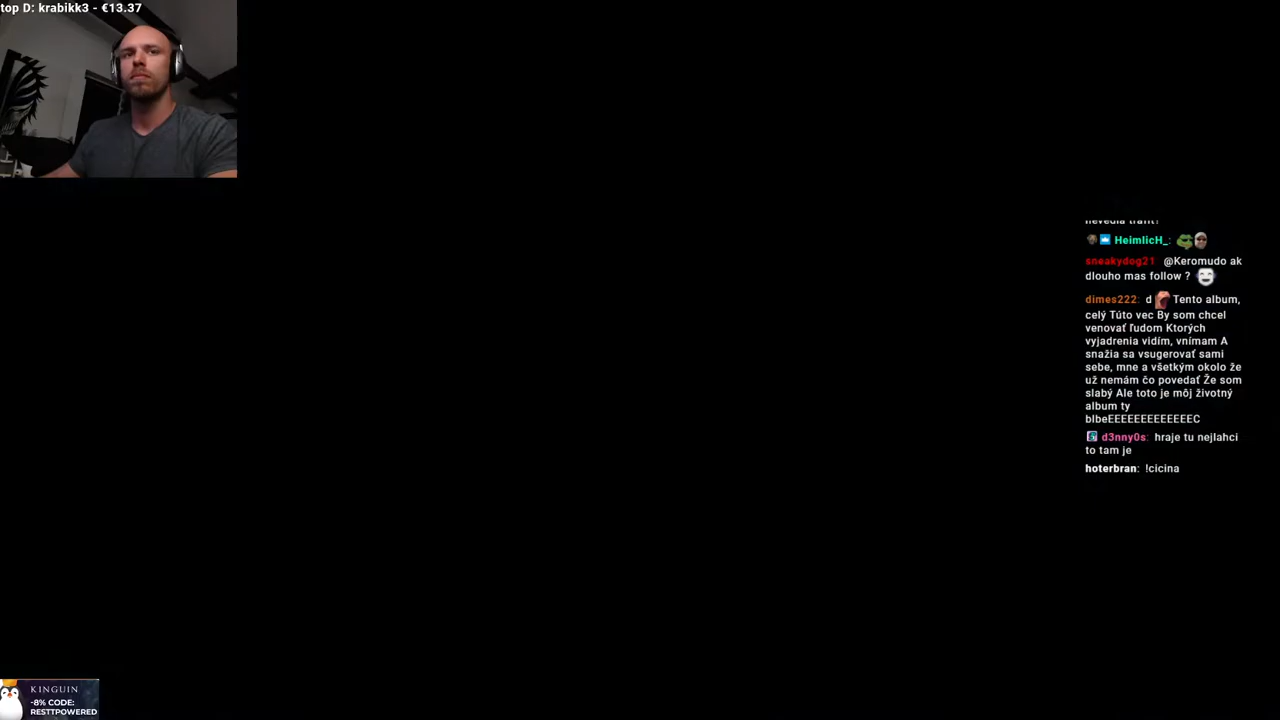 top D: krabikk3 - €13.37
nevedia trafit?
HeimlicH_:
sneakydog21 @Keromudo ak
dlouho mas follow ?
dimes222: d Tento album,
celý Túto vec By som chcel
venovať ľudom Ktorých
vyjadrenia vidím, vnímam A
snažia sa vsugerovať sami
sebe, mne a všetkým okolo že
už nemám čo povedať Že som
slabý Ale toto je môj životný
album ty
blbeEEEEEEEEEEEEC
d3nny0s: hraje tu nejlahci
to tam je
hoterbran: !cicina
KINGUIN
-8% CODE:
RESTTPOWERED